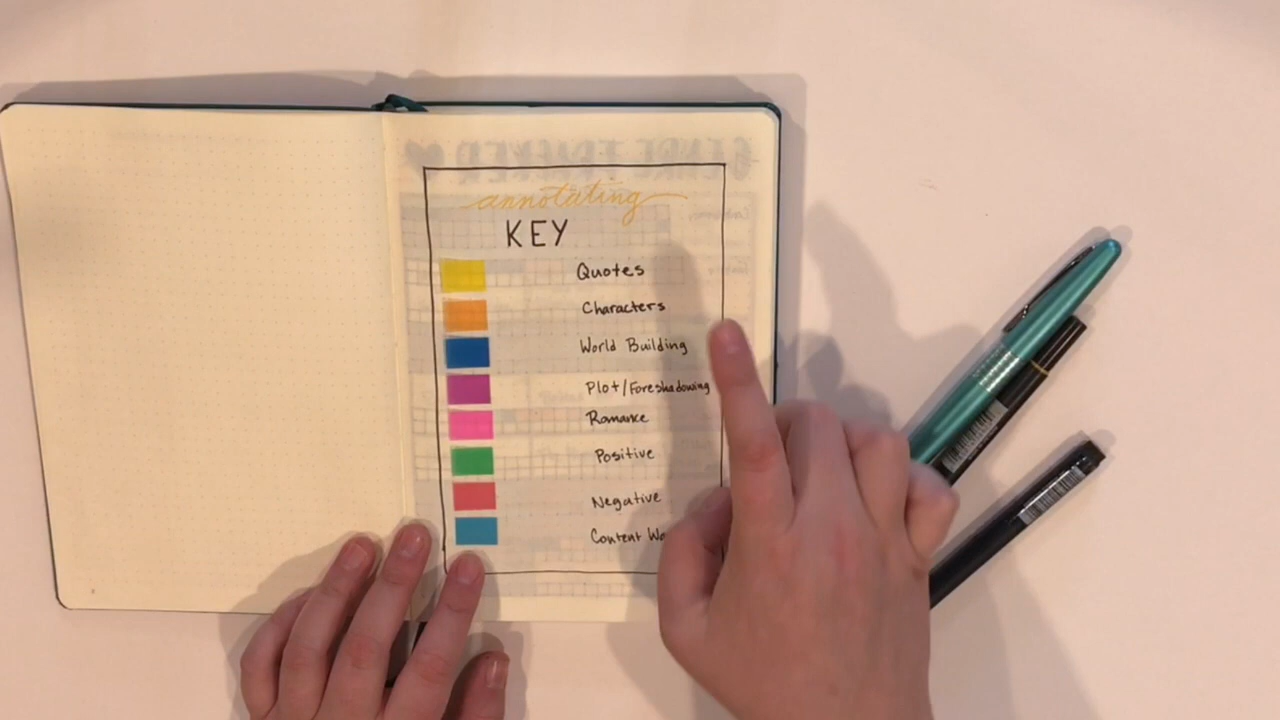 annotating
KEY
Quotes
Characters
World Building
Plot/Foreshadowing
Romance
Positive
Negative
Content